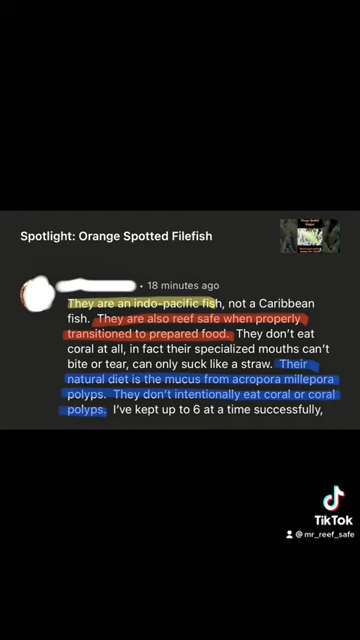 Spotlight: Orange Spotted Filefish
• 18 minutes ago
They are an indo-pacific fish, not a Caribbean
fish. They are also reef safe when properly
transitioned to prepared food. They don't eat
coral at all, in fact their specialized mouths can't
bite or tear, can only suck like a straw. Their
natural diet is the mucus from acropora millepora
polyps. They don't intentionally eat coral or coral
polyps. I've kept up to 6 at a time successfully,
TikTok
@mr_reef_safe